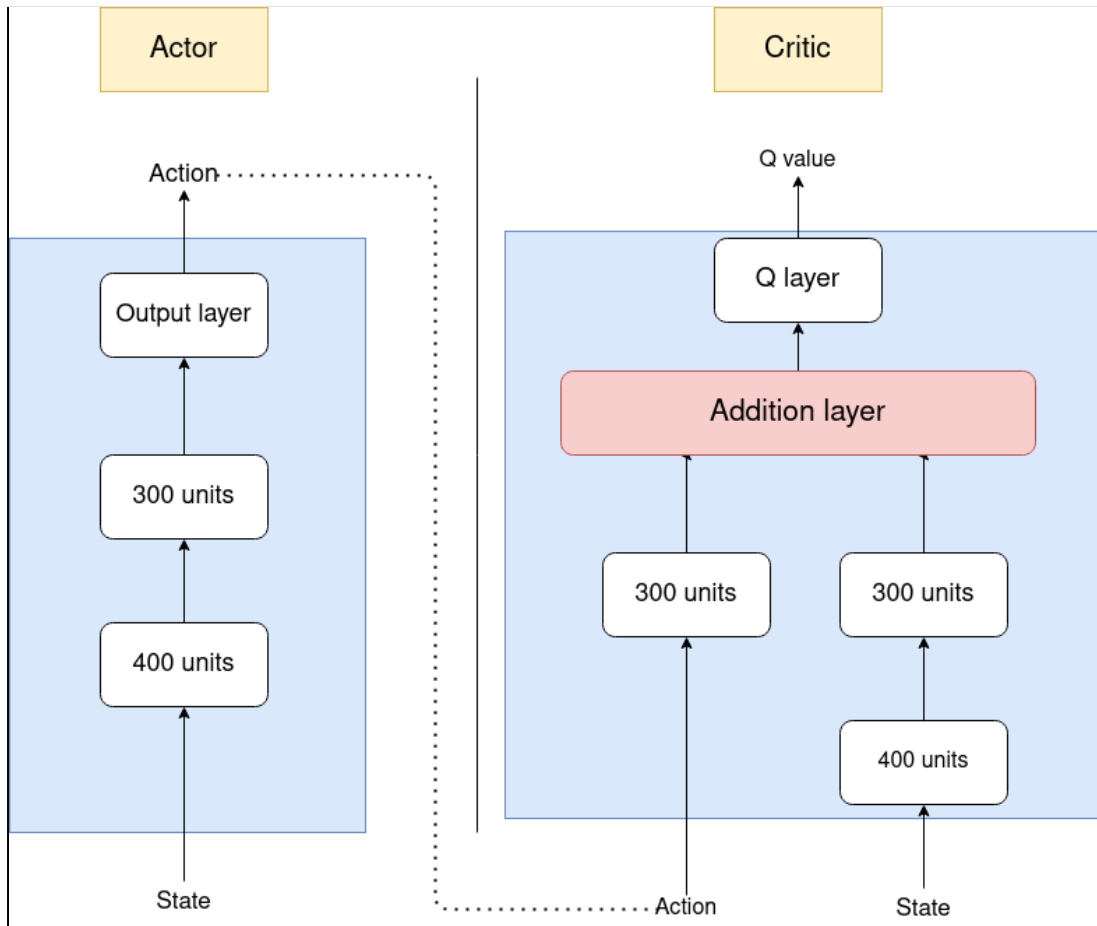 Actor
Action
Output layer
300 units
400 units
State
Critic
Q value
Q layer
Addition layer
300 units
300 units
400 units
Action
State